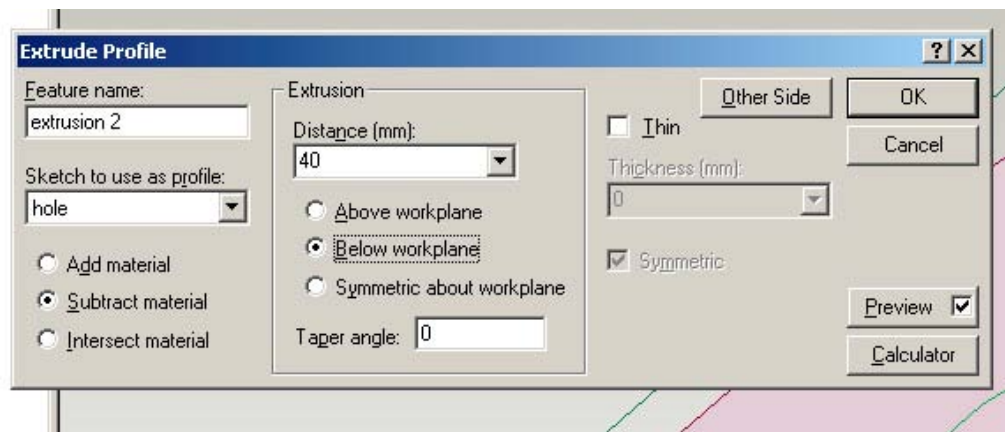 Extrude Profile
Feature name:
extrusion 2
Sketch to use as profile:
hole
Add material
Subtract material
Intersect material
Extrusion
Distance (mm):
40
Above workplane
Below workplane
Symmetric about workplane
Taper angle: 0
Other Side
Thin
Thickness (mm):
0
Symmetric
OK
Cancel
Preview
Calculator